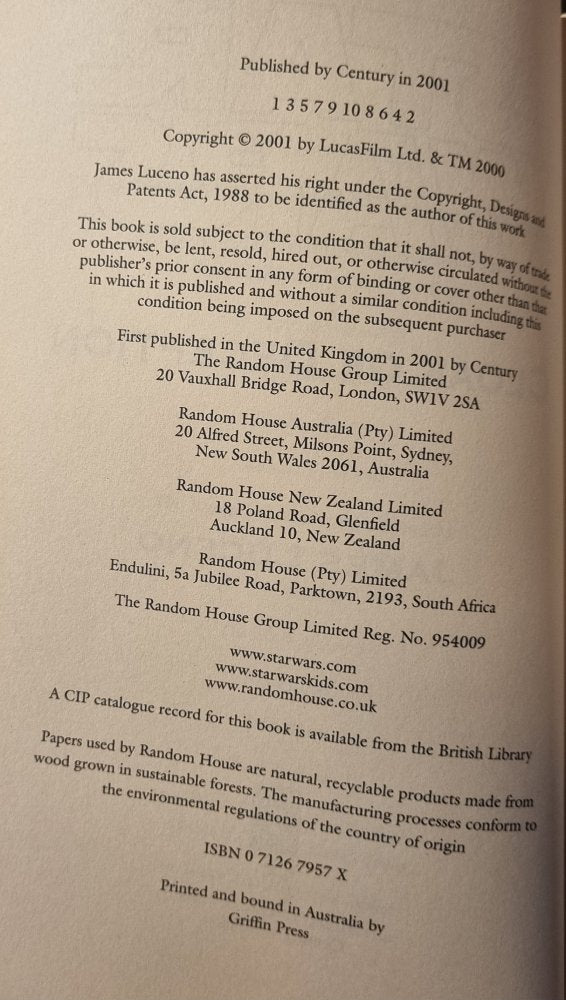 Published by Century in 2001
1 3 5 7 9 10 8 6 4 2
Copyright © 2001 by LucasFilm Ltd. & TM 2000
James Luceno has asserted his right under the Copyright, Designs and
Patents Act, 1988 to be identified as the author of this work
This book is sold subject to the condition that it shall not, by way of trade
or otherwise, be lent, resold, hired out, or otherwise circulated without the
publisher's prior consent in any form of binding or cover other than that
in which it is published and without a similar condition including this
condition being imposed on the subsequent purchaser
First published in the United Kingdom in 2001 by Century
The Random House Group Limited
20 Vauxhall Bridge Road, London, SW1V 2SA
Random House Australia (Pty) Limited
20 Alfred Street, Milsons Point, Sydney,
New South Wales 2061, Australia
Random House New Zealand Limited
18 Poland Road, Glenfield
Auckland 10, New Zealand
Random House (Pty) Limited
Endulini, 5a Jubilee Road, Parktown, 2193, South Africa
The Random House Group Limited Reg. No. 954009
www.starwars.com
www.starwarskids.com
www.randomhouse.co.uk
A CIP catalogue record for this book is available from the British Library
Papers used by Random House are natural, recyclable products made from
wood grown in sustainable forests. The manufacturing processes conform to
the environmental regulations of the country of origin
ISBN 0 7126 7957 X
Printed and bound in Australia by
Griffin Press